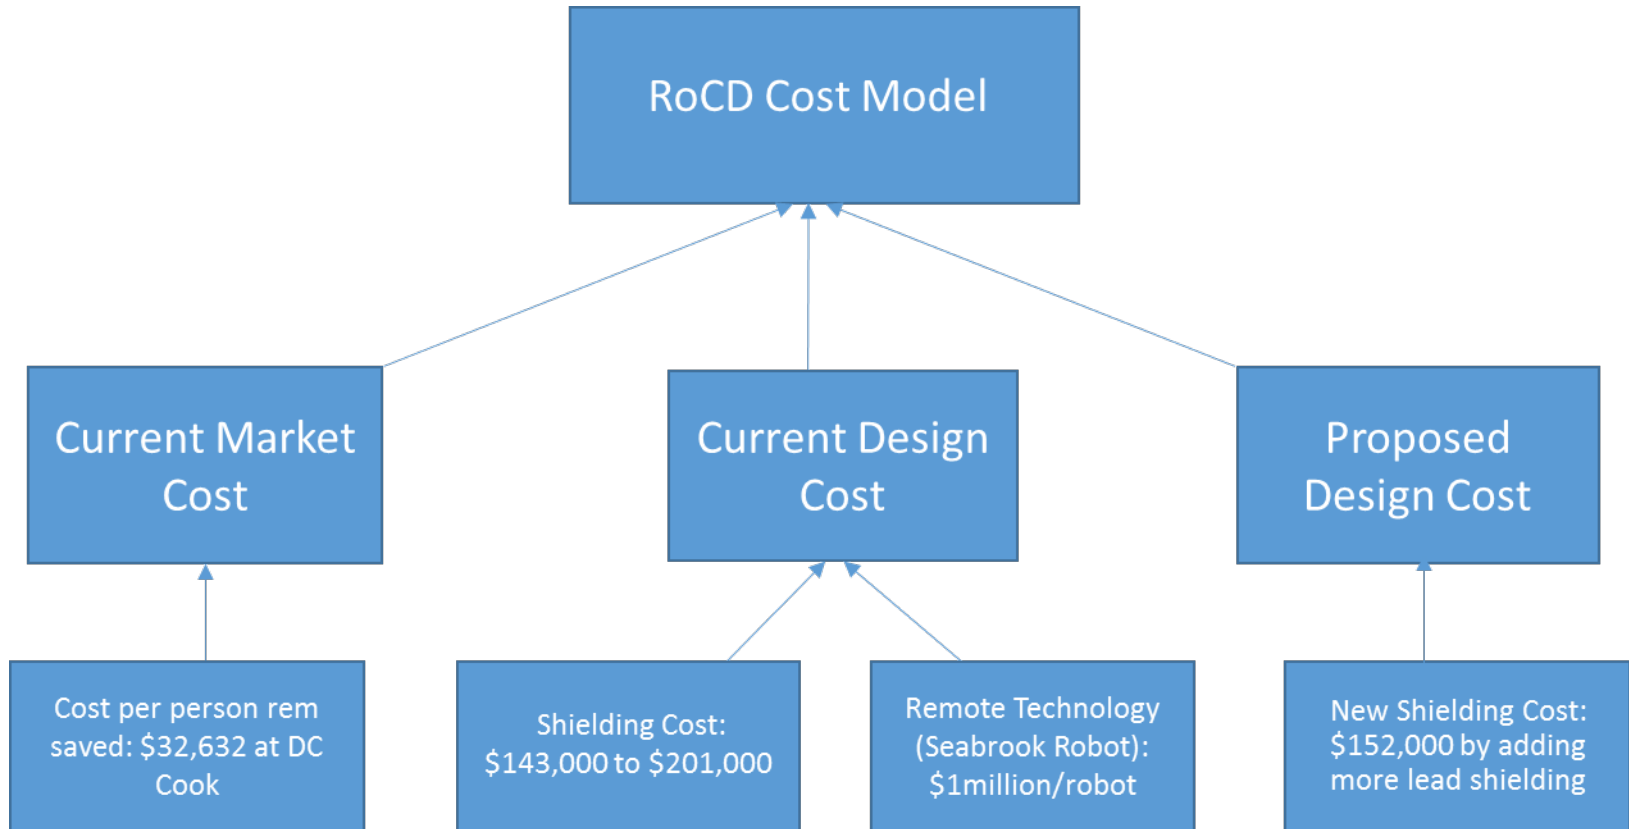 RoCD Cost Model
Current Market
Cost
Current Design
Cost
Proposed
Design Cost
Cost per person rem
saved: $32,632 at DC
Cook
Shielding Cost:
$143,000 to $201,000
Remote Technology
(Seabrook Robot):
$1million/robot
New Shielding Cost:
$152,000 by adding
more lead shielding